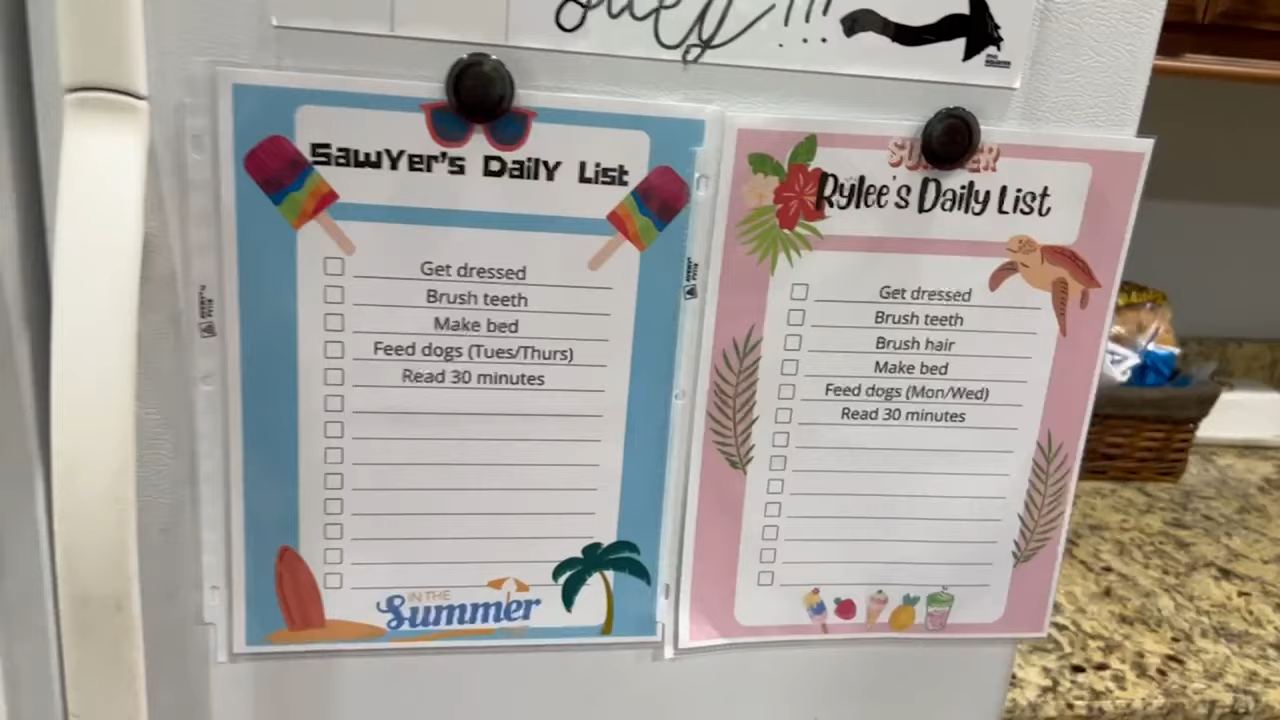 !!!
SawYer's Daily List
Get dressed
Brush teeth
Make bed
Feed dogs (Tues/Thurs)
Read 30 minutes
IN THE
Summer
Rylee's Daily List
Get dressed
Brush teeth
Brush hair
Make bed
Feed dogs (Mon/Wed)
Read 30 minutes